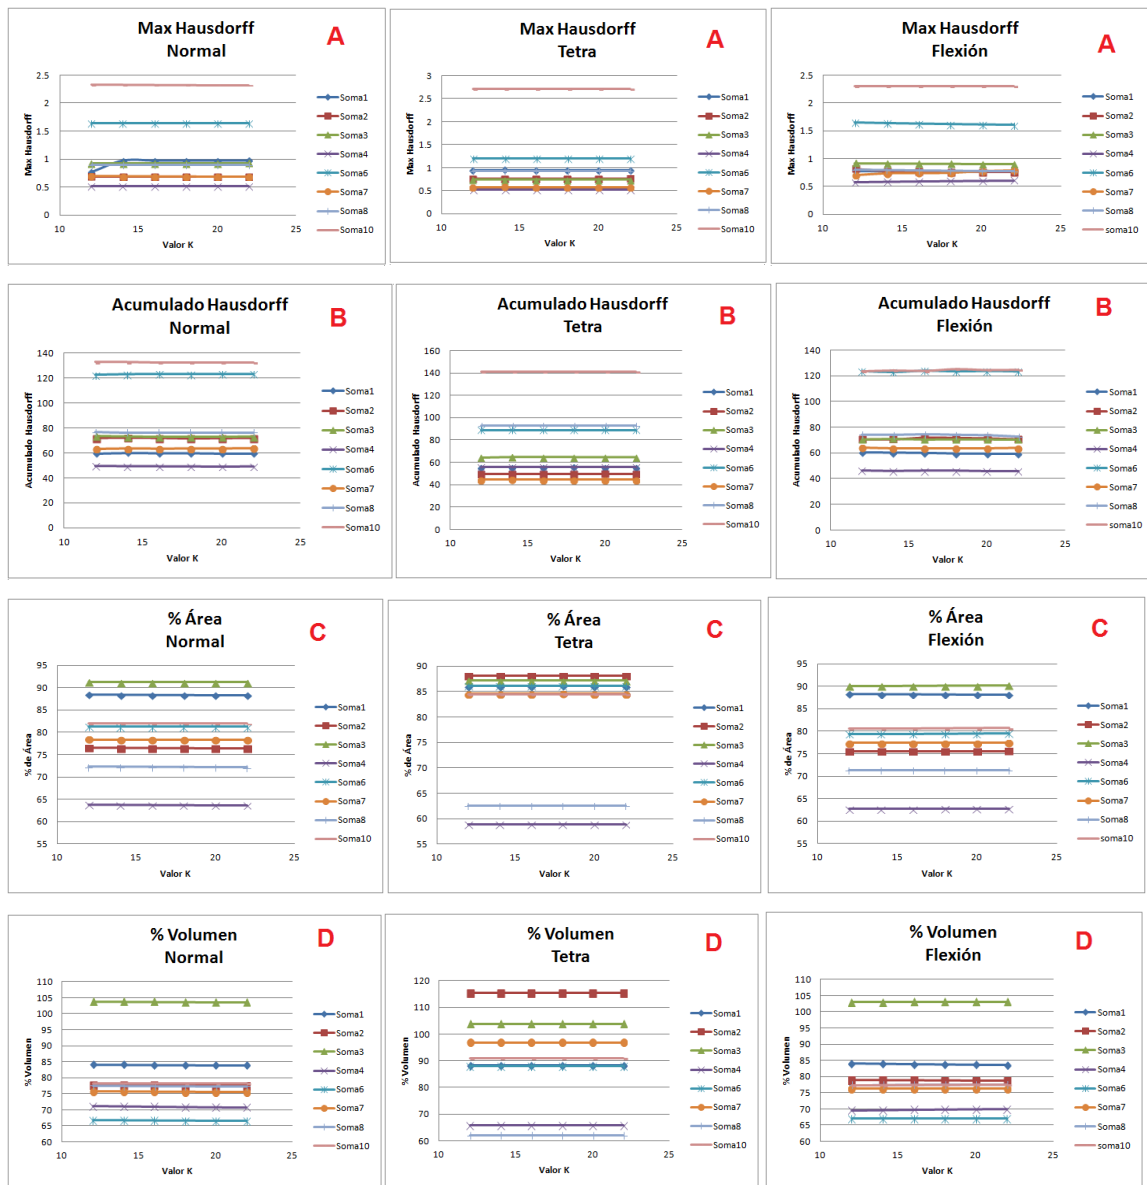 Max Hausdorff
Normal
A
Max Hausdorff
2.5
2
1.5
1
0.5
0
10
15
20
25
Valor K
Soma1
Soma2
Soma3
Soma4
Soma6
Soma7
Soma8
Soma10
Max Hausdorff
Tetra
A
Max Hausdorff
3
2.5
2
1.5
1
0.5
0
10
15
20
25
Valor K
Soma1
Soma2
Soma3
Soma4
Soma6
Soma7
Soma8
Soma10
Max Hausdorff
Flexión
A
Max Hausdorff
2.5
2
1.5
1
0.5
0
10
15
20
25
Valor K
Soma1
Soma2
Soma3
Soma4
Soma6
Soma7
Soma8
soma10
Acumulado Hausdorff
Normal
B
Acumulado Hausdorff
140
120
100
80
60
40
20
0
10
15
20
25
Valor K
Soma1
Soma2
Soma3
Soma4
Soma6
Soma7
Soma8
Soma10
Acumulado Hausdorff
Tetra
B
Acumulado Hausdorff
160
140
120
100
80
60
40
20
0
10
15
20
25
Valor K
Soma1
Soma2
Soma3
Soma4
Soma6
Soma7
Soma8
Soma10
Acumulado Hausdorff
Flexión
B
Acumulado Hausdorff
140
120
100
80
60
40
20
0
10
15
20
25
Valor K
Soma1
Soma2
Soma3
Soma4
Soma6
Soma7
Soma8
soma10
% Área
Normal
C
% de Área
95
90
85
80
75
70
65
60
55
10
15
20
25
Valor K
Soma1
Soma2
Soma3
Soma4
Soma6
Soma7
Soma8
Soma10
% Área
Tetra
C
% de Área
90
85
80
75
70
65
60
55
10
15
20
25
Valor K
Soma1
Soma2
Soma3
Soma4
Soma6
Soma7
Soma8
Soma10
% Área
Flexión
C
% de Área
95
90
85
80
75
70
65
60
55
10
15
20
25
Valor K
Soma1
Soma2
Soma3
Soma4
Soma6
Soma7
Soma8
soma10
% Volumen
Normal
D
% Volumen
110
105
100
95
90
85
80
75
70
65
60
10
15
20
25
Valor K
Soma1
Soma2
Soma3
Soma4
Soma6
Soma7
Soma8
Soma10
% Volumen
Tetra
D
% Volumen
120
110
100
90
80
70
60
10
15
20
25
Valor K
Soma1
Soma2
Soma3
Soma4
Soma6
Soma7
Soma8
Soma10
% Volumen
Flexión
D
% Volumen
110
105
100
95
90
85
80
75
70
65
60
10
15
20
25
Valor K
Soma1
Soma2
Soma3
Soma4
Soma6
Soma7
Soma8
soma10